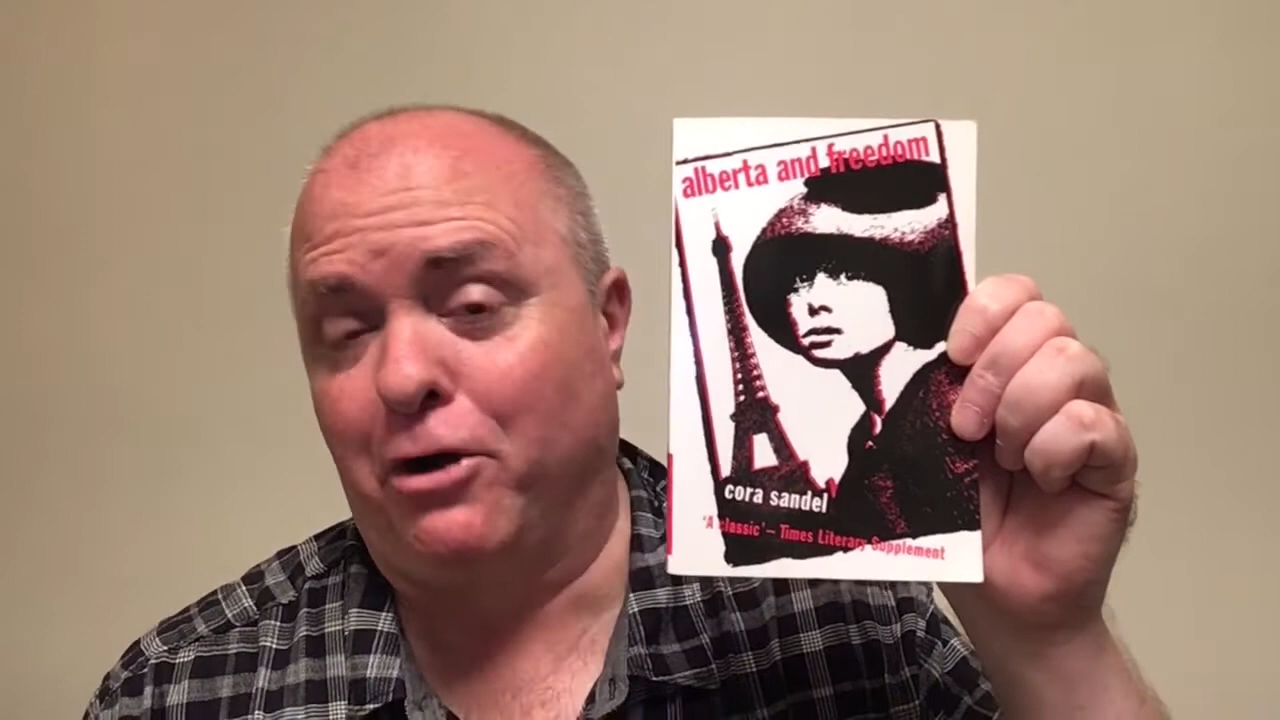 alberta and freedom
cora sandel
'A classic' – Times Literary Supplement